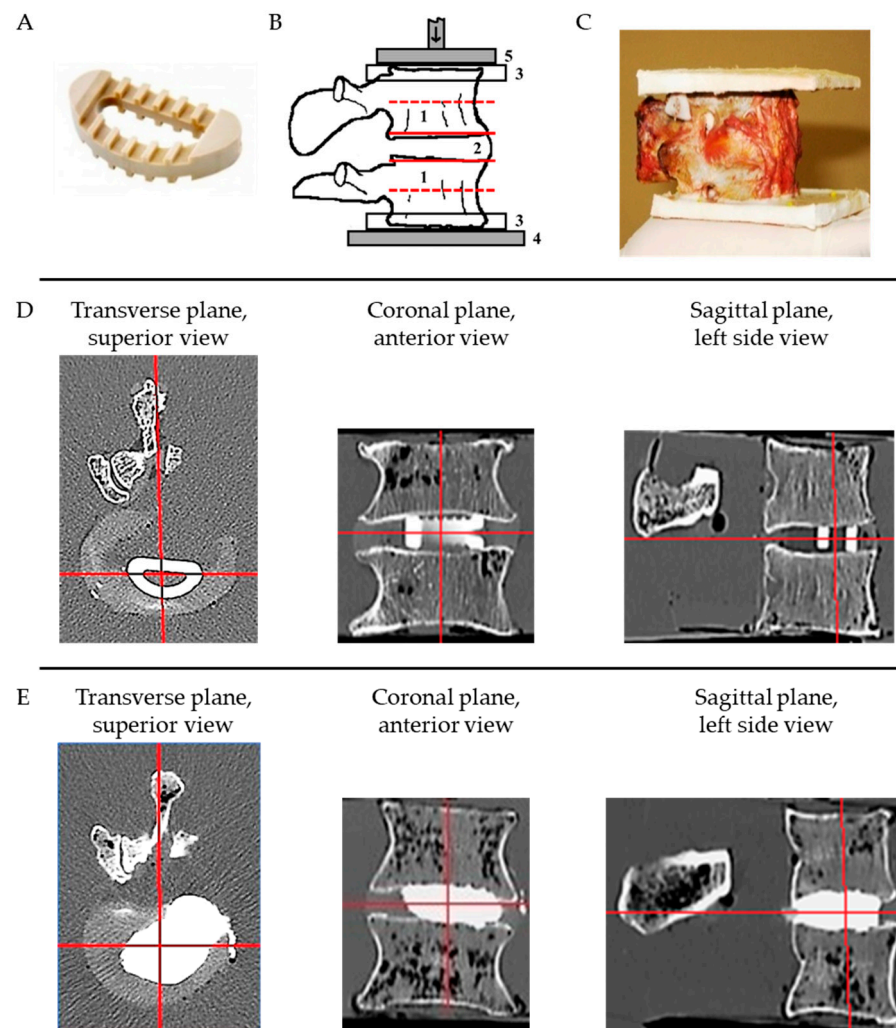 A
B
C
5
3
1
2
1
3
4
D
Transverse plane,
superior view
Coronal plane,
anterior view
Sagittal plane,
left side view
E
Transverse plane,
superior view
Coronal plane,
anterior view
Sagittal plane,
left side view